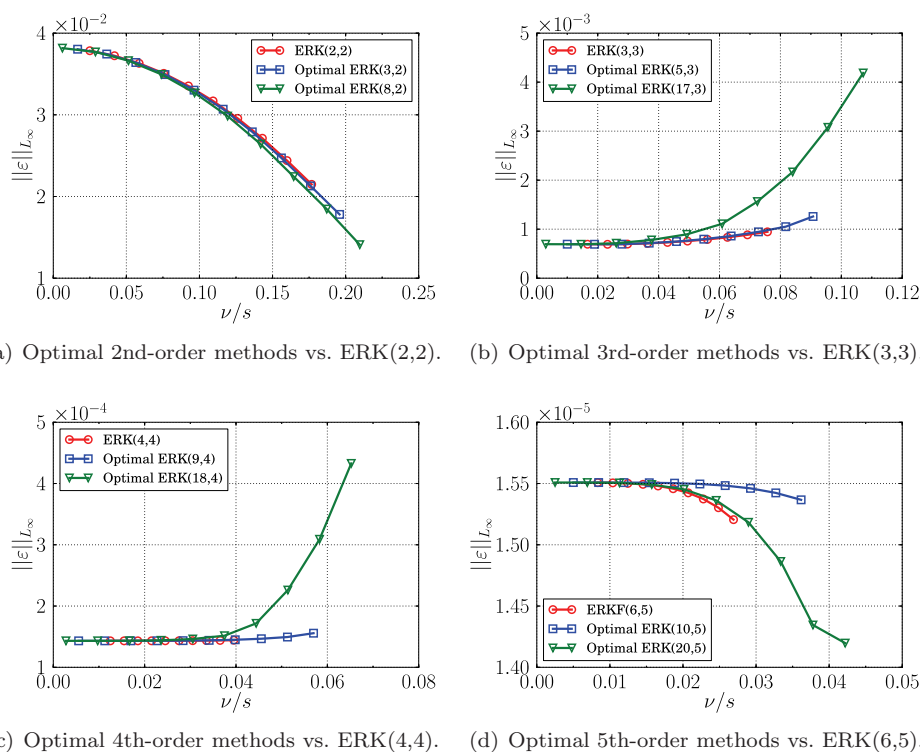 ×10⁻²
4
3
2
1
||ε||L∞
ERK(2,2)
Optimal ERK(3,2)
Optimal ERK(8,2)
0.00 0.05 0.10 0.15 0.20 0.25
ν/s
) Optimal 2nd-order methods vs. ERK(2,2).
×10⁻³
5
4
3
2
1
0
||ε||L∞
ERK(3,3)
Optimal ERK(5,3)
Optimal ERK(17,3)
0.00 0.02 0.04 0.06 0.08 0.10 0.12
ν/s
(b) Optimal 3rd-order methods vs. ERK(3,3)
×10⁻⁴
5
4
3
2
1
||ε||L∞
ERK(4,4)
Optimal ERK(9,4)
Optimal ERK(18,4)
0.00 0.02 0.04 0.06 0.08
ν/s
) Optimal 4th-order methods vs. ERK(4,4).
×10⁻⁵
1.60
1.55
1.50
1.45
1.40
||ε||L∞
ERKF(6,5)
Optimal ERK(10,5)
Optimal ERK(20,5)
0.00 0.01 0.02 0.03 0.04 0.05
ν/s
(d) Optimal 5th-order methods vs. ERK(6,5)